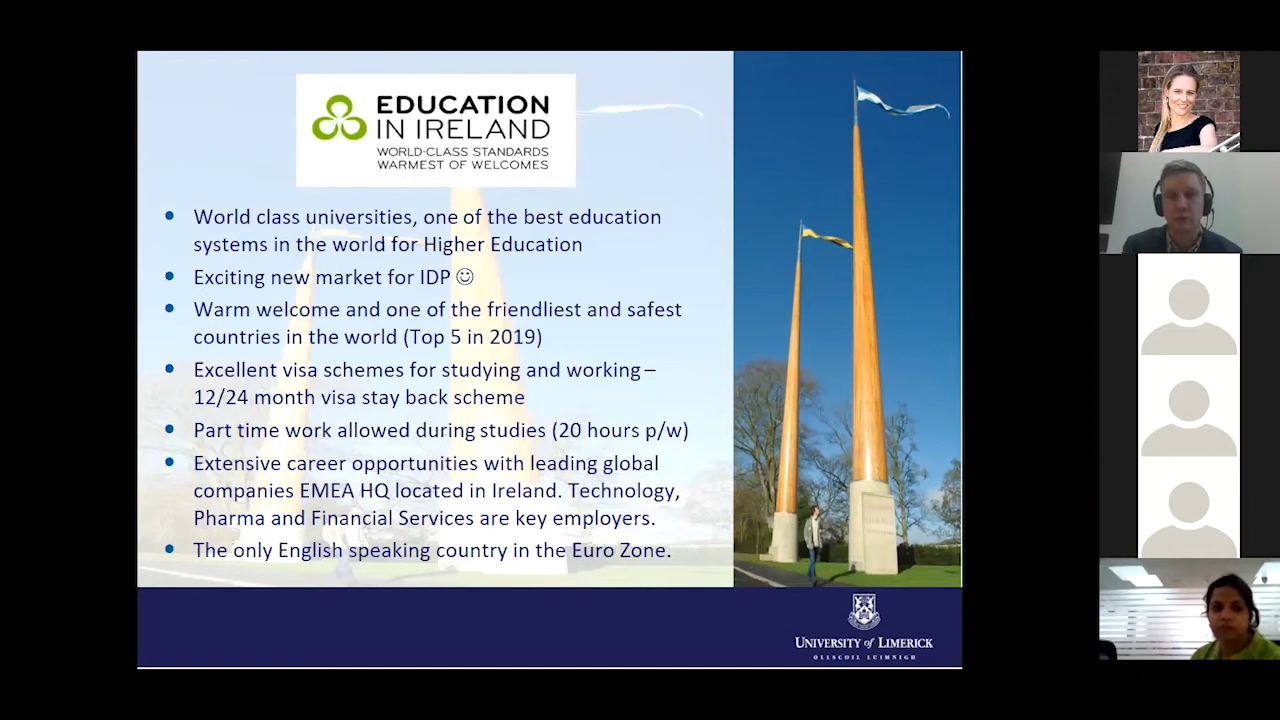 EDUCATION
IN IRELAND
WORLD-CLASS STANDARDS
WARMEST OF WELCOMES
• World class universities, one of the best education
systems in the world for Higher Education
• Exciting new market for IDP ☺
• Warm welcome and one of the friendliest and safest
countries in the world (Top 5 in 2019)
• Excellent visa schemes for studying and working –
12/24 month visa stay back scheme
• Part time work allowed during studies (20 hours p/w)
• Extensive career opportunities with leading global
companies EMEA HQ located in Ireland. Technology,
Pharma and Financial Services are key employers.
• The only English speaking country in the Euro Zone.
UNIVERSITY of LIMERICK
OLLSCOIL LUIMNIGH